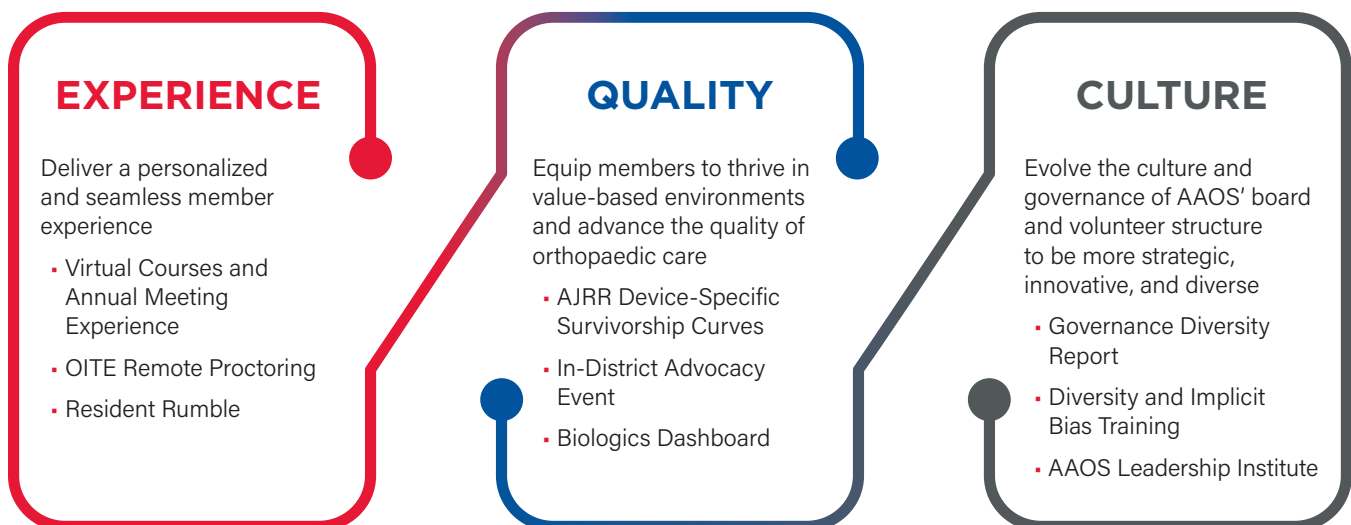 EXPERIENCE
Deliver a personalized
and seamless member
experience
▪ Virtual Courses and
Annual Meeting
Experience
▪ OITE Remote Proctoring
▪ Resident Rumble
QUALITY
Equip members to thrive in
value-based environments
and advance the quality of
orthopaedic care
▪ AJRR Device-Specific
Survivorship Curves
▪ In-District Advocacy
Event
▪ Biologics Dashboard
CULTURE
Evolve the culture and
governance of AAOS’ board
and volunteer structure
to be more strategic,
innovative, and diverse
▪ Governance Diversity
Report
▪ Diversity and Implicit
Bias Training
▪ AAOS Leadership Institute